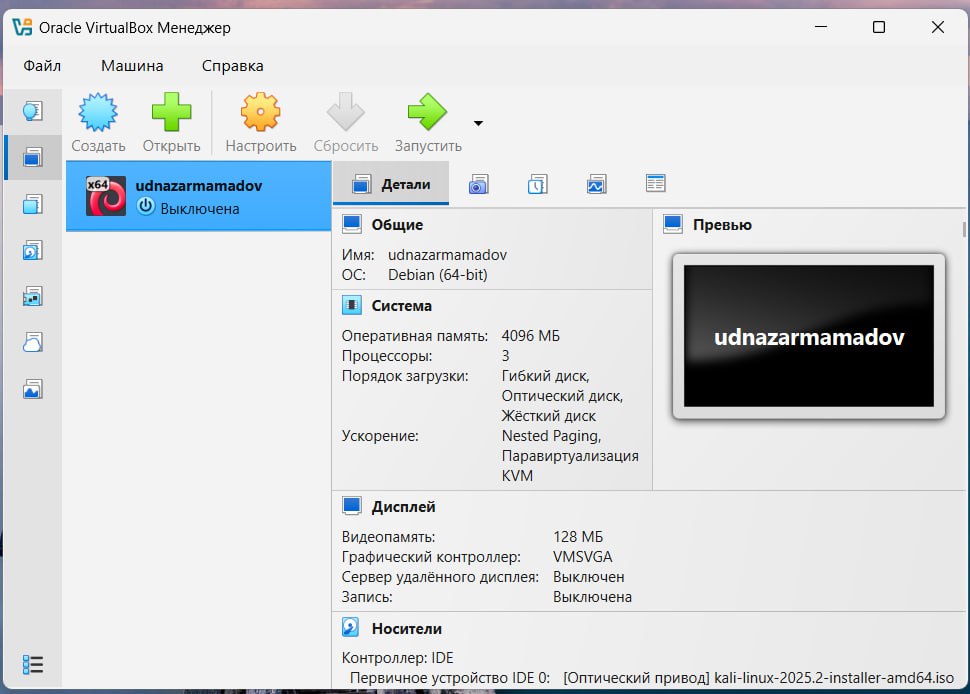 Oracle VirtualBox Менеджер
Файл Машина Справка
Создать Открыть Настроить Сбросить Запустить
x64
udnazarmamadov
Выключена
Детали
Общие
Имя: udnazarmamadov
ОС: Debian (64-bit)
Превью
udnazarmamadov
Система
Оперативная память: 4096 МБ
Процессоры: 3
Порядок загрузки: Гибкий диск,
Оптический диск,
Жёсткий диск
Ускорение: Nested Paging,
Паравиртуализация
KVM
Дисплей
Видеопамять: 128 МБ
Графический контроллер: VMSVGA
Сервер удалённого дисплея: Выключен
Запись: Выключена
Носители
Контроллер: IDE
Первичное устройство IDE 0: [Оптический привод] kali-linux-2025.2-installer-amd64.iso